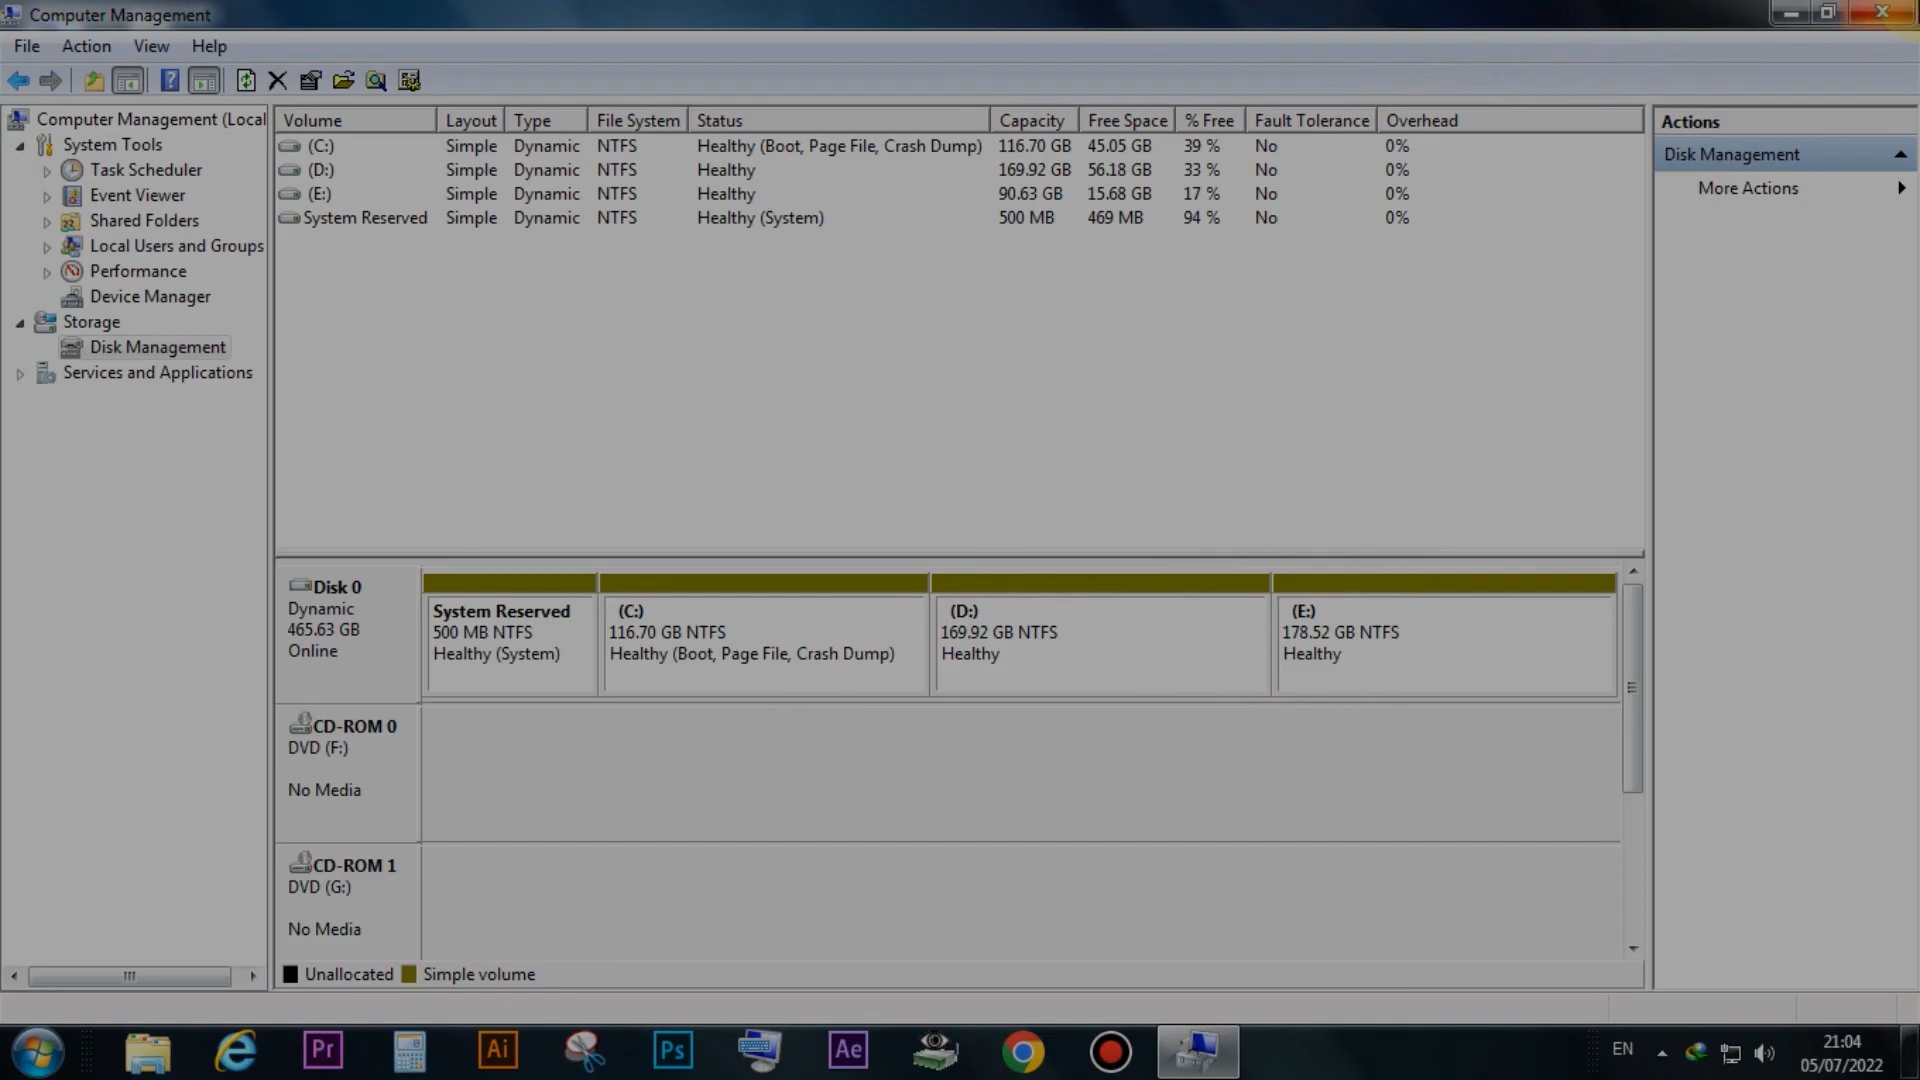 Computer Management
File Action View Help
Computer Management (Local
System Tools
Task Scheduler
Event Viewer
Shared Folders
Local Users and Groups
Performance
Device Manager
Storage
Disk Management
Services and Applications
Volume Layout Type File System Status Capacity Free Space % Free Fault Tolerance Overhead
(C:) Simple Dynamic NTFS Healthy (Boot, Page File, Crash Dump) 116.70 GB 45.05 GB 39 % No 0%
(D:) Simple Dynamic NTFS Healthy 169.92 GB 56.18 GB 33 % No 0%
(E:) Simple Dynamic NTFS Healthy 90.63 GB 15.68 GB 17 % No 0%
System Reserved Simple Dynamic NTFS Healthy (System) 500 MB 469 MB 94 % No 0%
Disk 0
Dynamic
465.63 GB
Online
System Reserved
500 MB NTFS
Healthy (System)
(C:)
116.70 GB NTFS
Healthy (Boot, Page File, Crash Dump)
(D:)
169.92 GB NTFS
Healthy
(E:)
178.52 GB NTFS
Healthy
CD-ROM 0
DVD (F:)
No Media
CD-ROM 1
DVD (G:)
No Media
Unallocated Simple volume
Actions
Disk Management
More Actions
Pr Ai Ps Ae
EN
21:04
05/07/2022